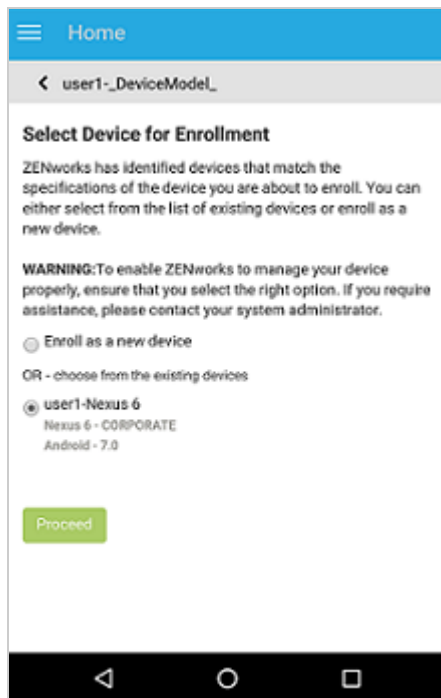 Home
user1-_DeviceModel_
Select Device for Enrollment
ZENworks has identified devices that match the
specifications of the device you are about to enroll. You can
either select from the list of existing devices or enroll as a
new device.
WARNING:To enable ZENworks to manage your device
properly, ensure that you select the right option. If you require
assistance, please contact your system administrator.
Enroll as a new device
OR - choose from the existing devices
user1-Nexus 6
Nexus 6 - CORPORATE
Android - 7.0
Proceed